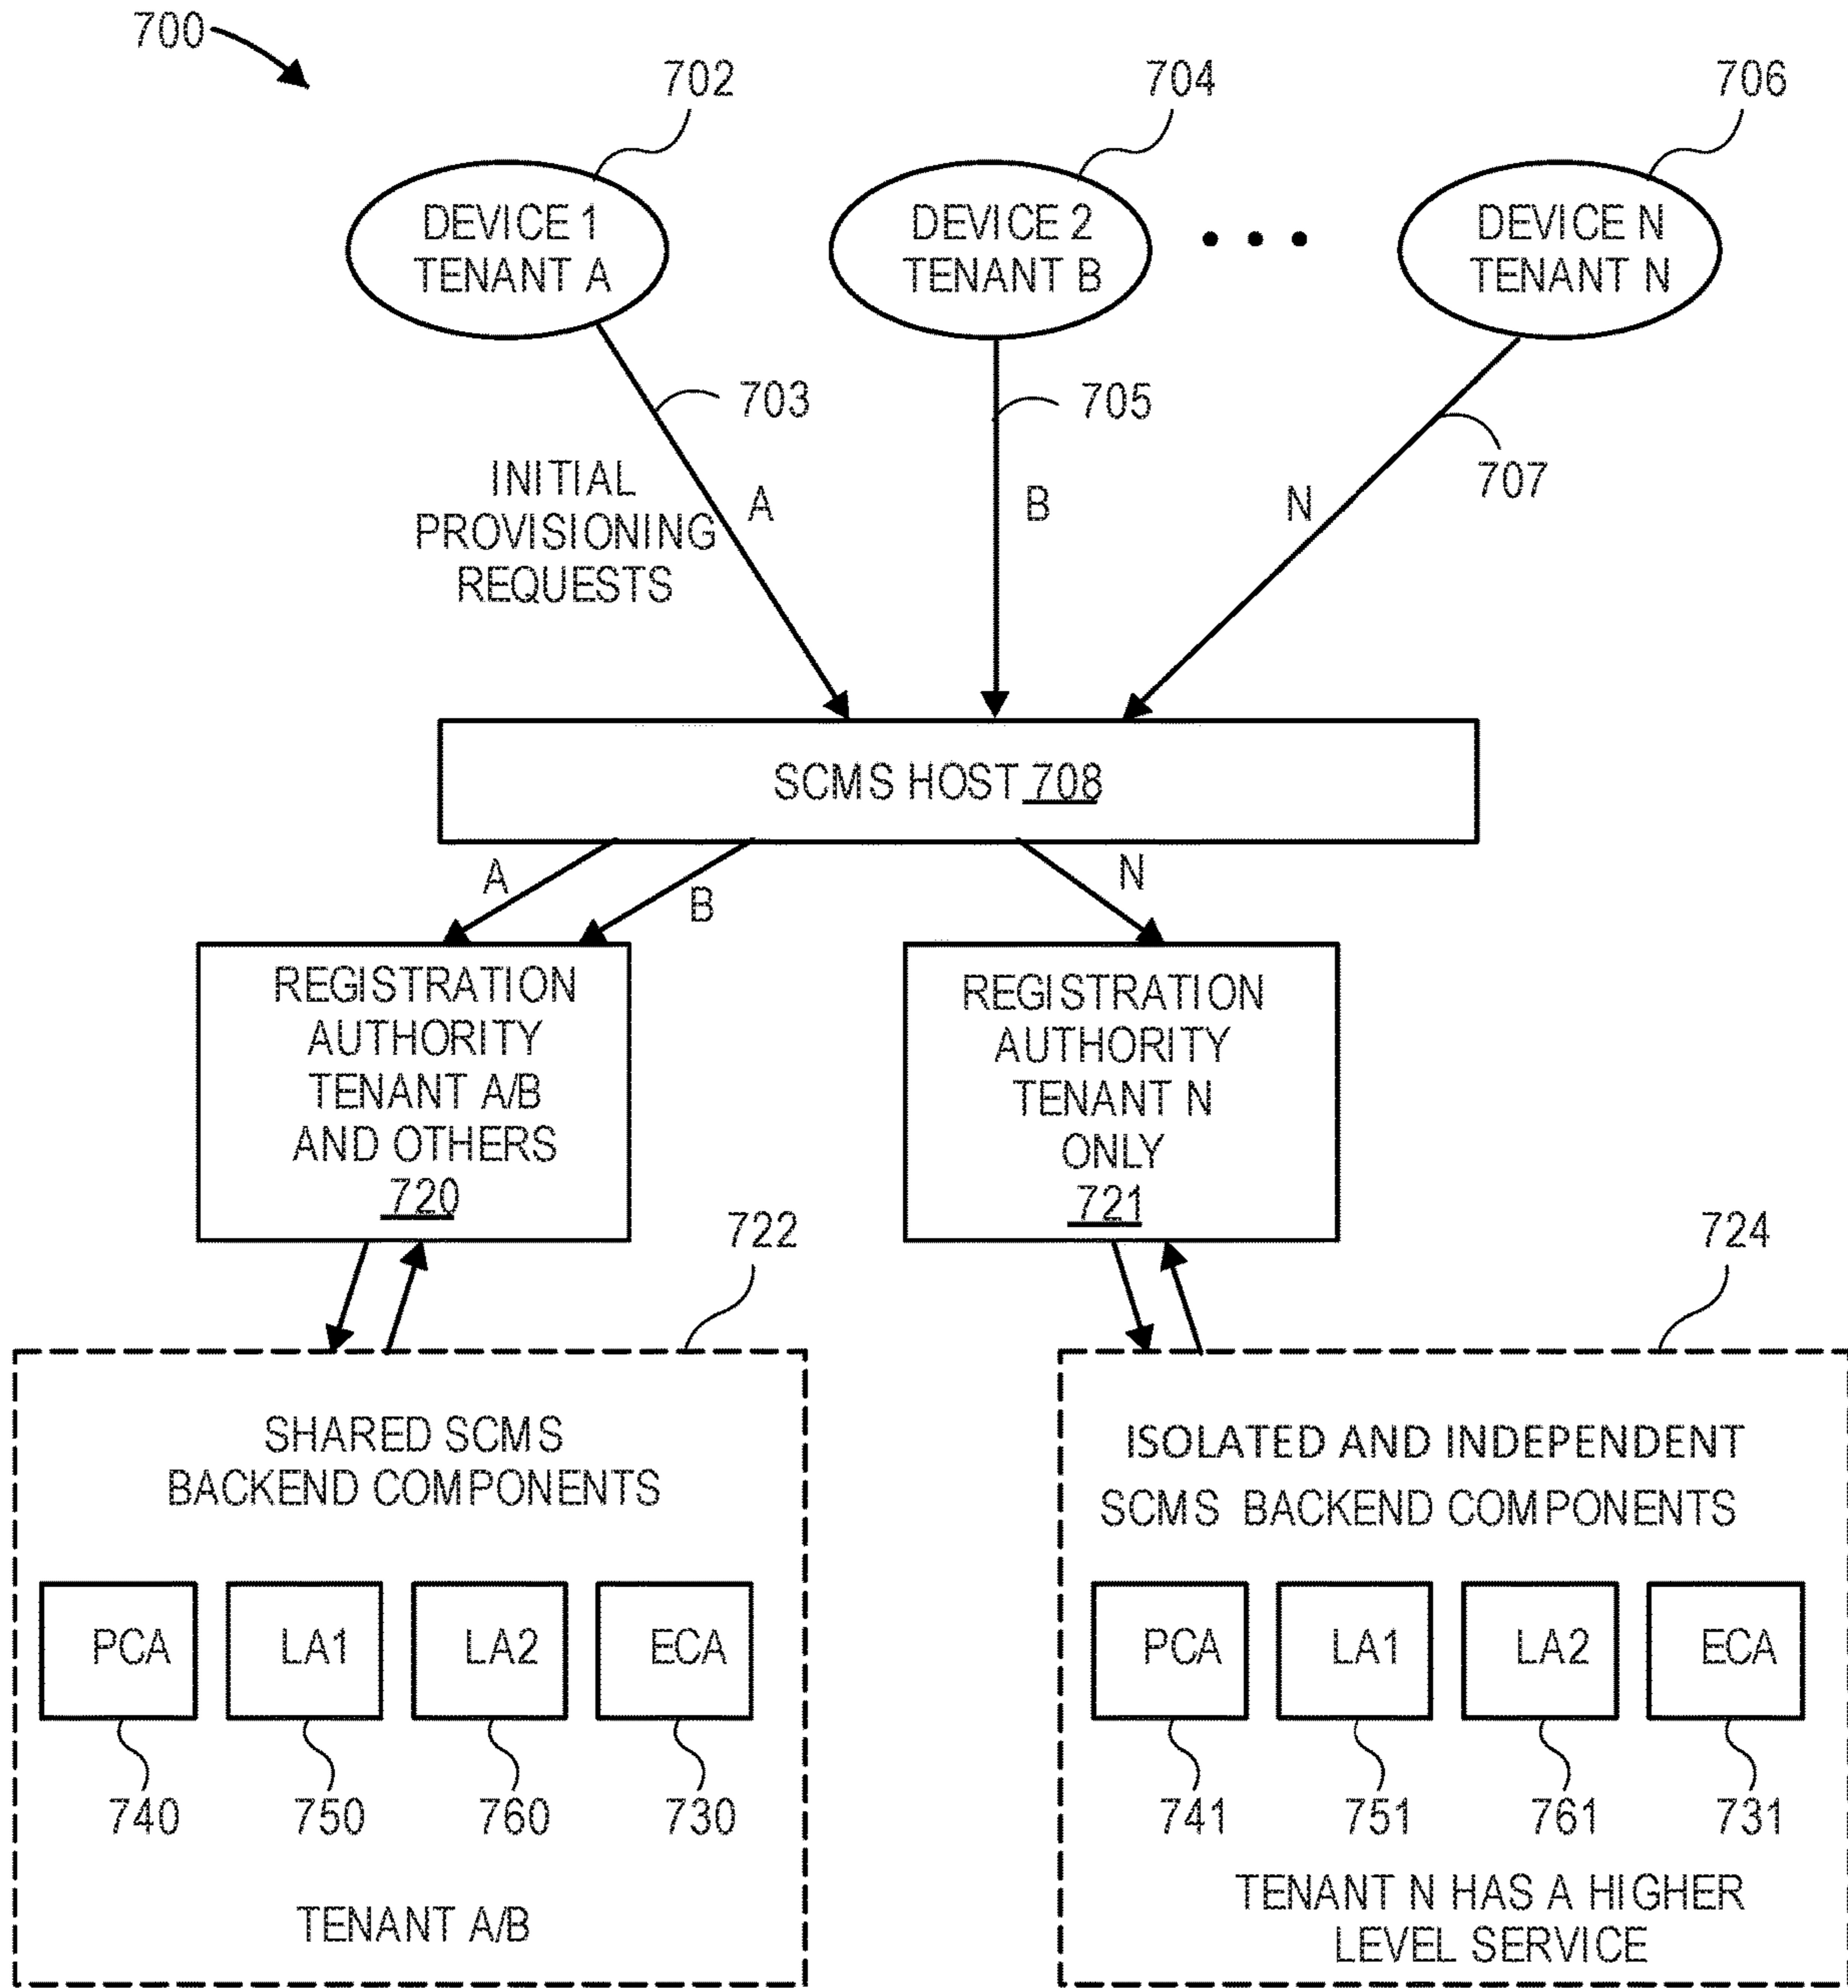 700
702
704
706
DEVICE 1
TENANT A
DEVICE 2
TENANT B
DEVICE N
TENANT N
703
705
707
INITIAL
PROVISIONING
REQUESTS
A
B
N
SCMS HOST 708
A
B
N
REGISTRATION
AUTHORITY
TENANT A/B
AND OTHERS
720
REGISTRATION
AUTHORITY
TENANT N
ONLY
721
722
724
SHARED SCMS
BACKEND COMPONENTS
PCA
LA1
LA2
ECA
740
750
760
730
TENANT A/B
ISOLATED AND INDEPENDENT
SCMS BACKEND COMPONENTS
PCA
LA1
LA2
ECA
741
751
761
731
TENANT N HAS A HIGHER
LEVEL SERVICE